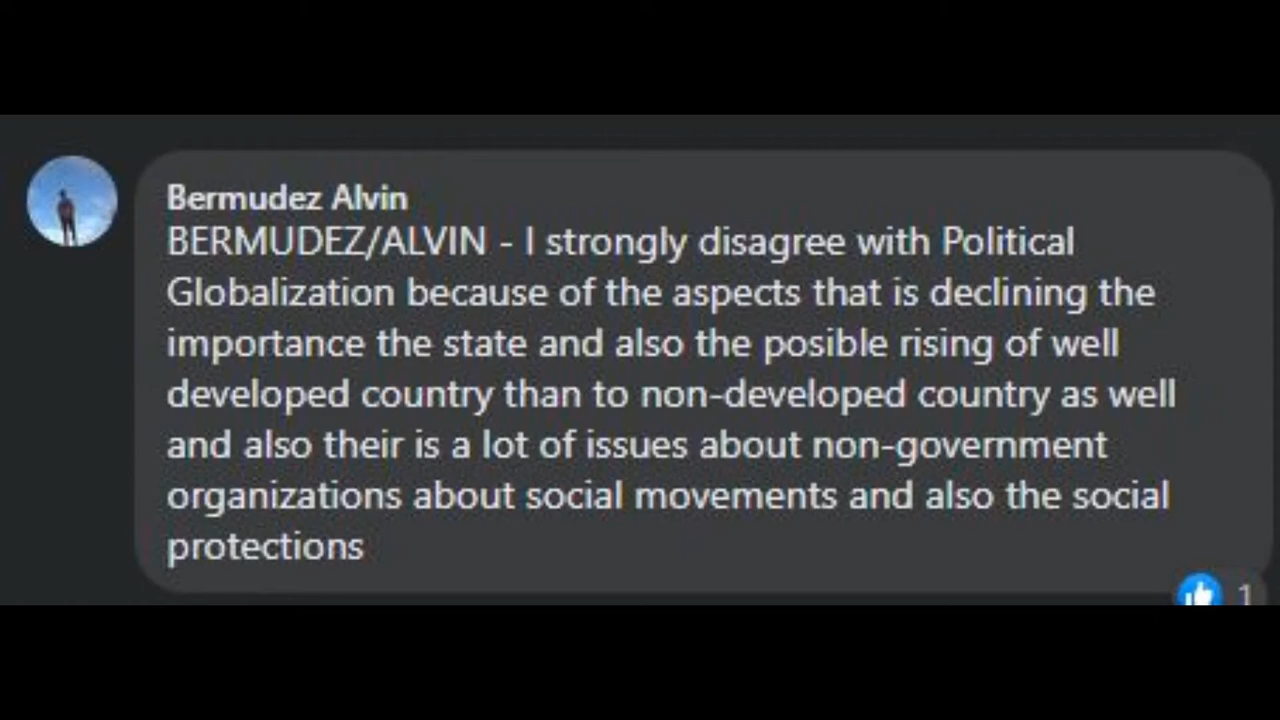 Bermudez Alvin
BERMUDEZ/ALVIN - I strongly disagree with Political
Globalization because of the aspects that is declining the
importance the state and also the posible rising of well
developed country than to non-developed country as well
and also their is a lot of issues about non-government
organizations about social movements and also the social
protections
1